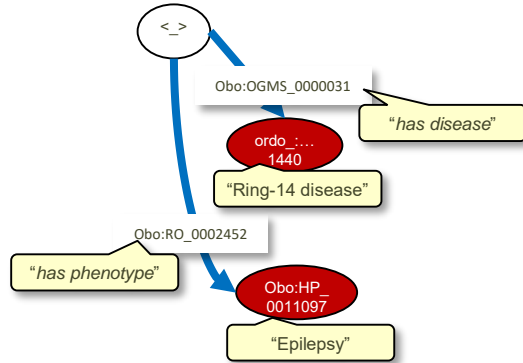 <_>
Obo:OGMS_0000031
“has disease”
ordo_:...
1440
“Ring-14 disease”
Obo:RO_0002452
“has phenotype”
Obo:HP_
0011097
“Epilepsy”